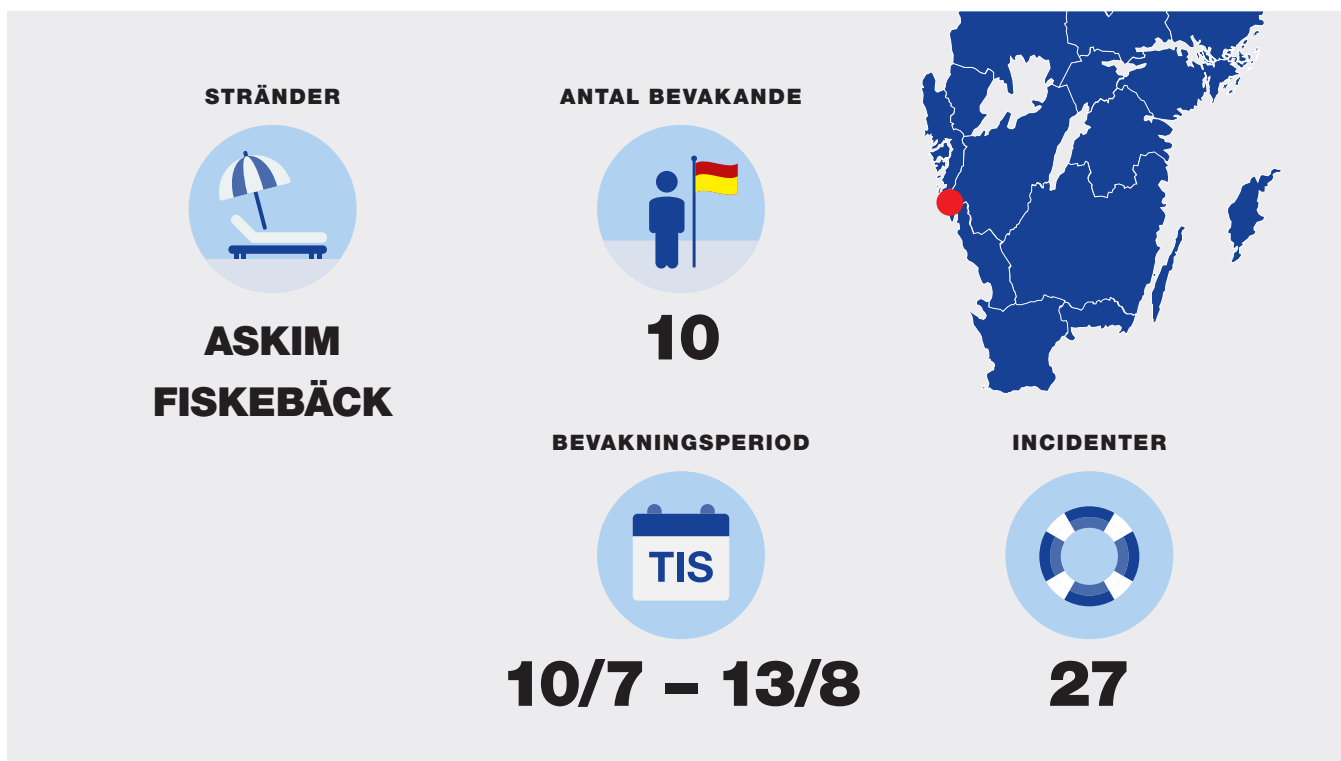 STRÄNDER
ASKIM
FISKEBÄCK
ANTAL BEVAKANDE
10
BEVAKNINGSPERIOD
TIS
10/7 – 13/8
INCIDENTER
27